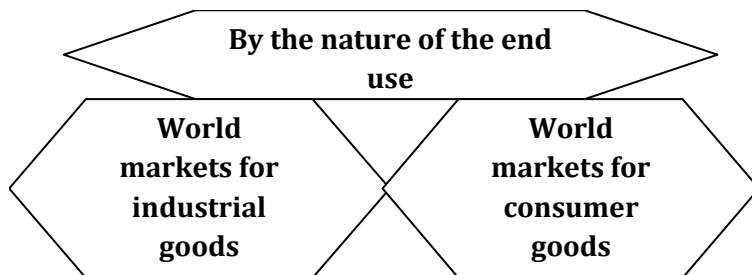 By the nature of the end
use
World
markets for
industrial
goods
World
markets for
consumer
goods